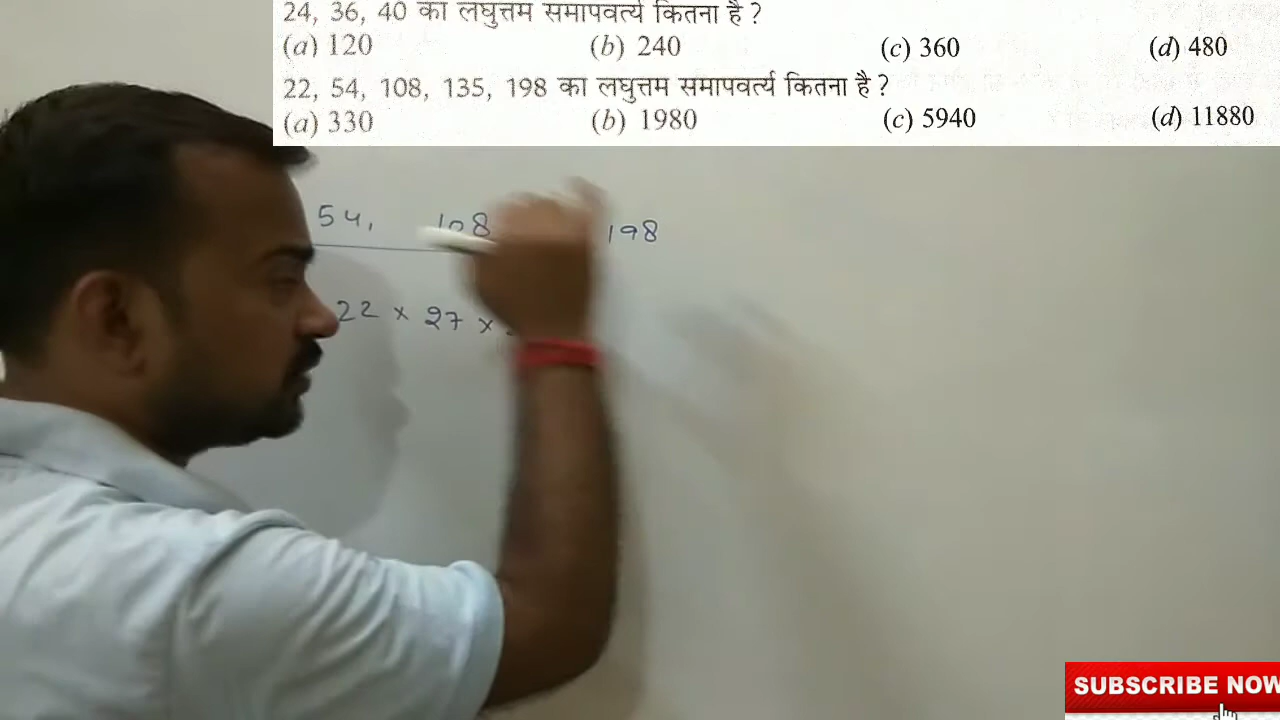 24, 36, 40 का लघुत्तम समापवर्त्य कितना है ?
(a) 120 (b) 240 (c) 360 (d) 480
22, 54, 108, 135, 198 का लघुत्तम समापवर्त्य कितना है ?
(a) 330 (b) 1980 (c) 5940 (d) 11880
54, 108 198
22 × 27 ×
SUBSCRIBE NOW